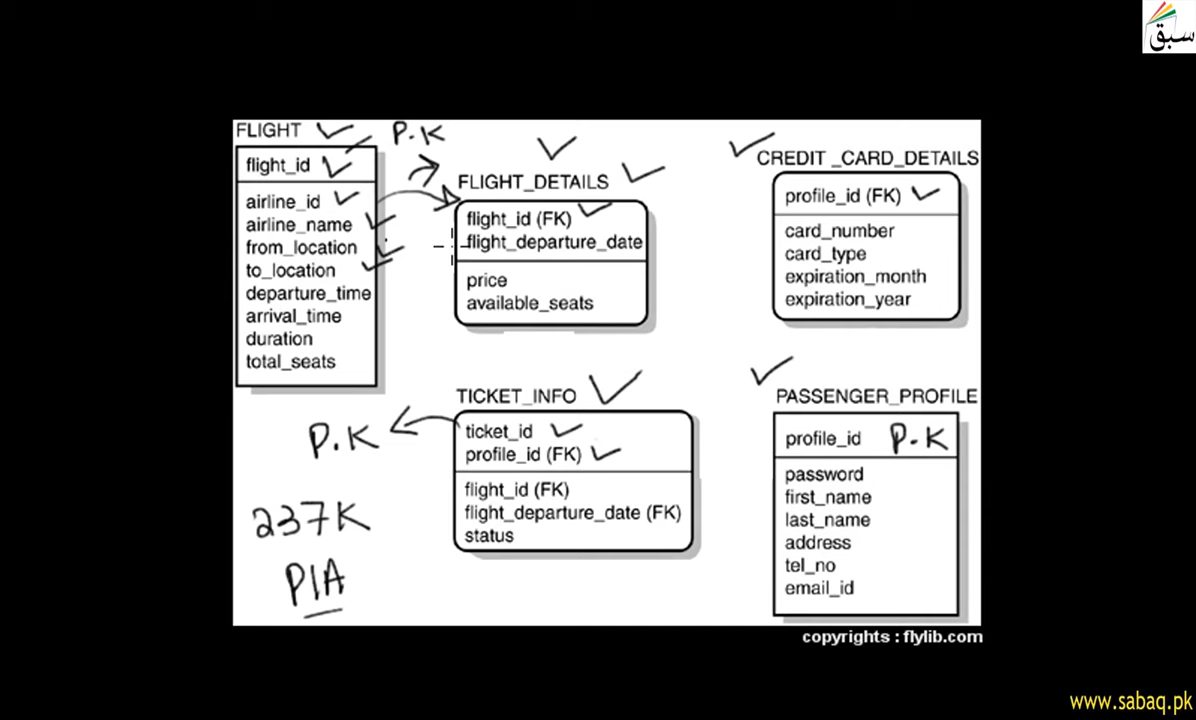 سبق
FLIGHT
P.K
flight_id
airline_id
airline_name
from_location
to_location
departure_time
arrival_time
duration
total_seats
FLIGHT_DETAILS
flight_id (FK)
flight_departure_date
price
available_seats
CREDIT _CARD_DETAILS
profile_id (FK)
card_number
card_type
expiration_month
expiration_year
P.K
237K
PIA
TICKET_INFO
ticket_id
profile_id (FK)
flight_id (FK)
flight_departure_date (FK)
status
PASSENGER_PROFILE
profile_id P.K
password
first_name
last_name
address
tel_no
email_id
copyrights : flylib.com
www.sabaq.pk